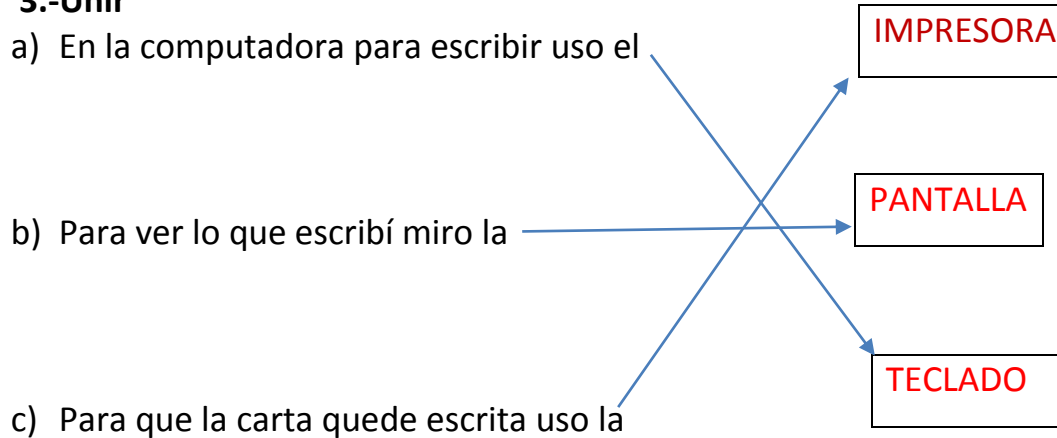 3.-Unir
a) En la computadora para escribir uso el
IMPRESORA
b) Para ver lo que escribí miro la
PANTALLA
c) Para que la carta quede escrita uso la
TECLADO